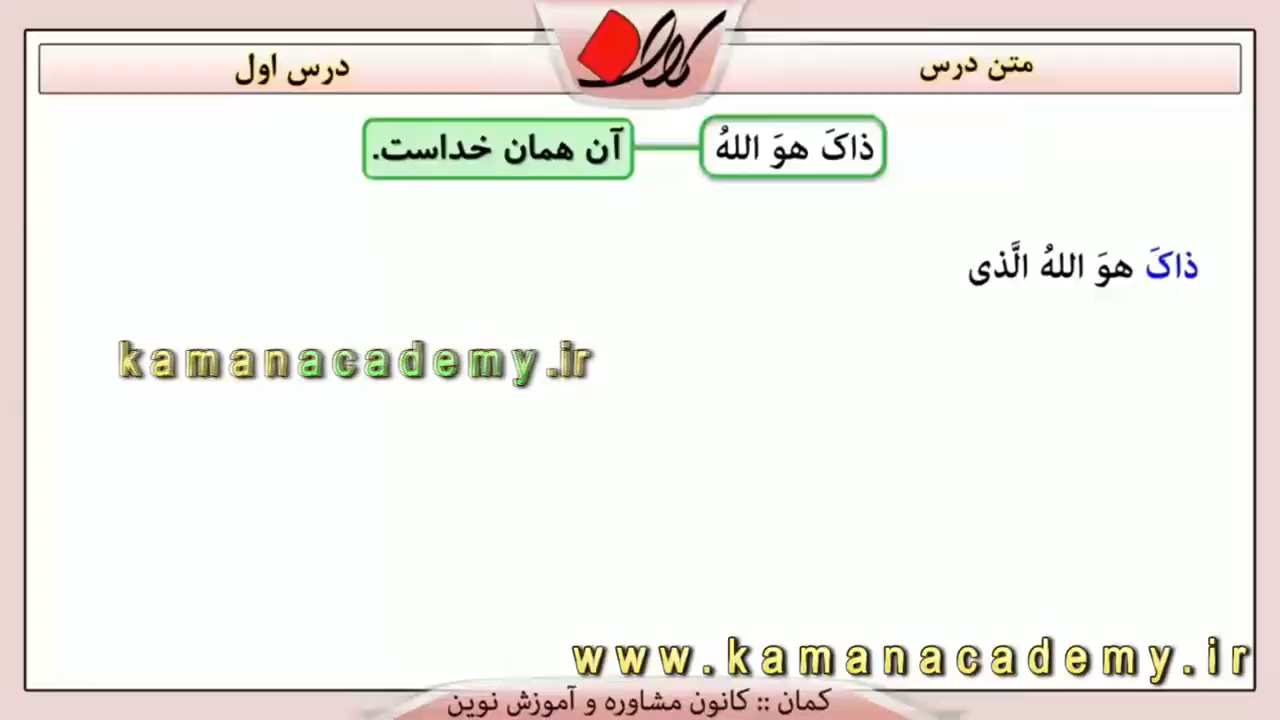 متن درس
درس اول
کمان
ذاکَ هوَ اللهُ
آن همان خداست.
ذاکَ هوَ اللهُ الَّذی
kamanacademy.ir
www.kamanacademy.ir
کمان :: کانون مشاوره و آموزش نوین